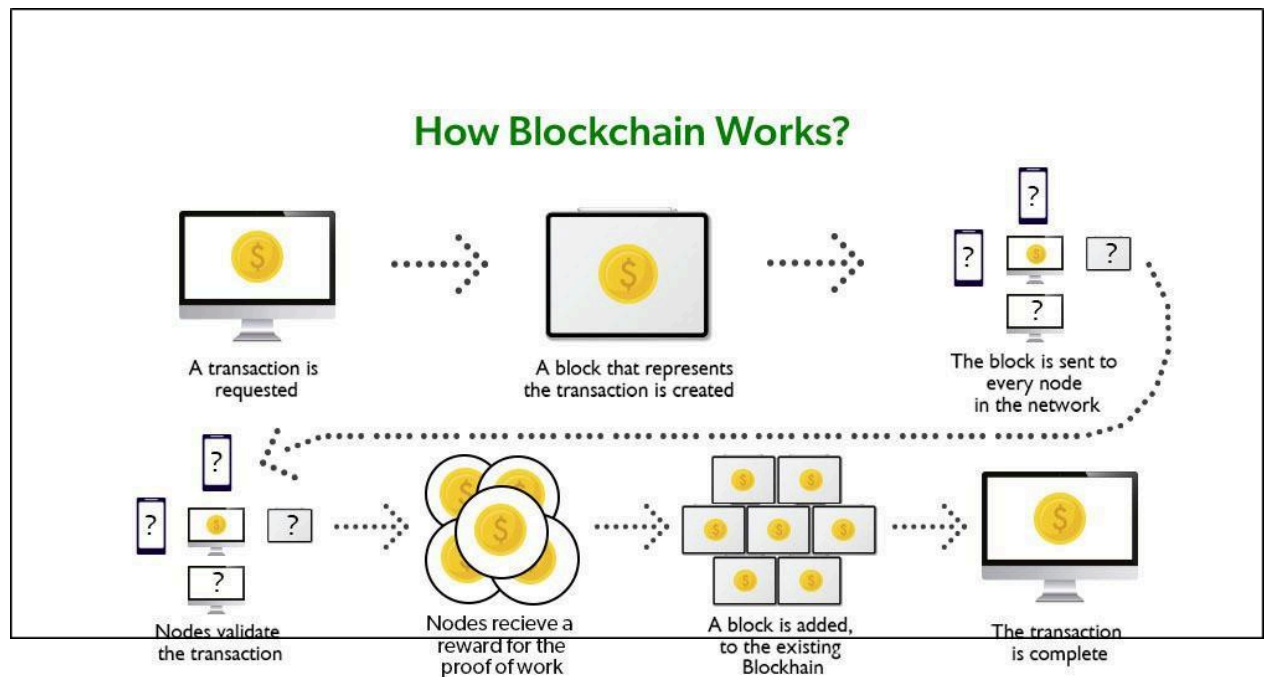 How Blockchain Works?
$
$
?
?
$
?
?
A transaction is
requested
A block that represents
the transaction is created
The block is sent to
every node
in the network
?
?
$
?
?
$
$
$
$
$
$
$
$
$
$
$
$
$
Nodes validate
the transaction
Nodes recieve a
reward for the
proof of work
A block is added,
to the existing
Blockhain
The transaction
is complete